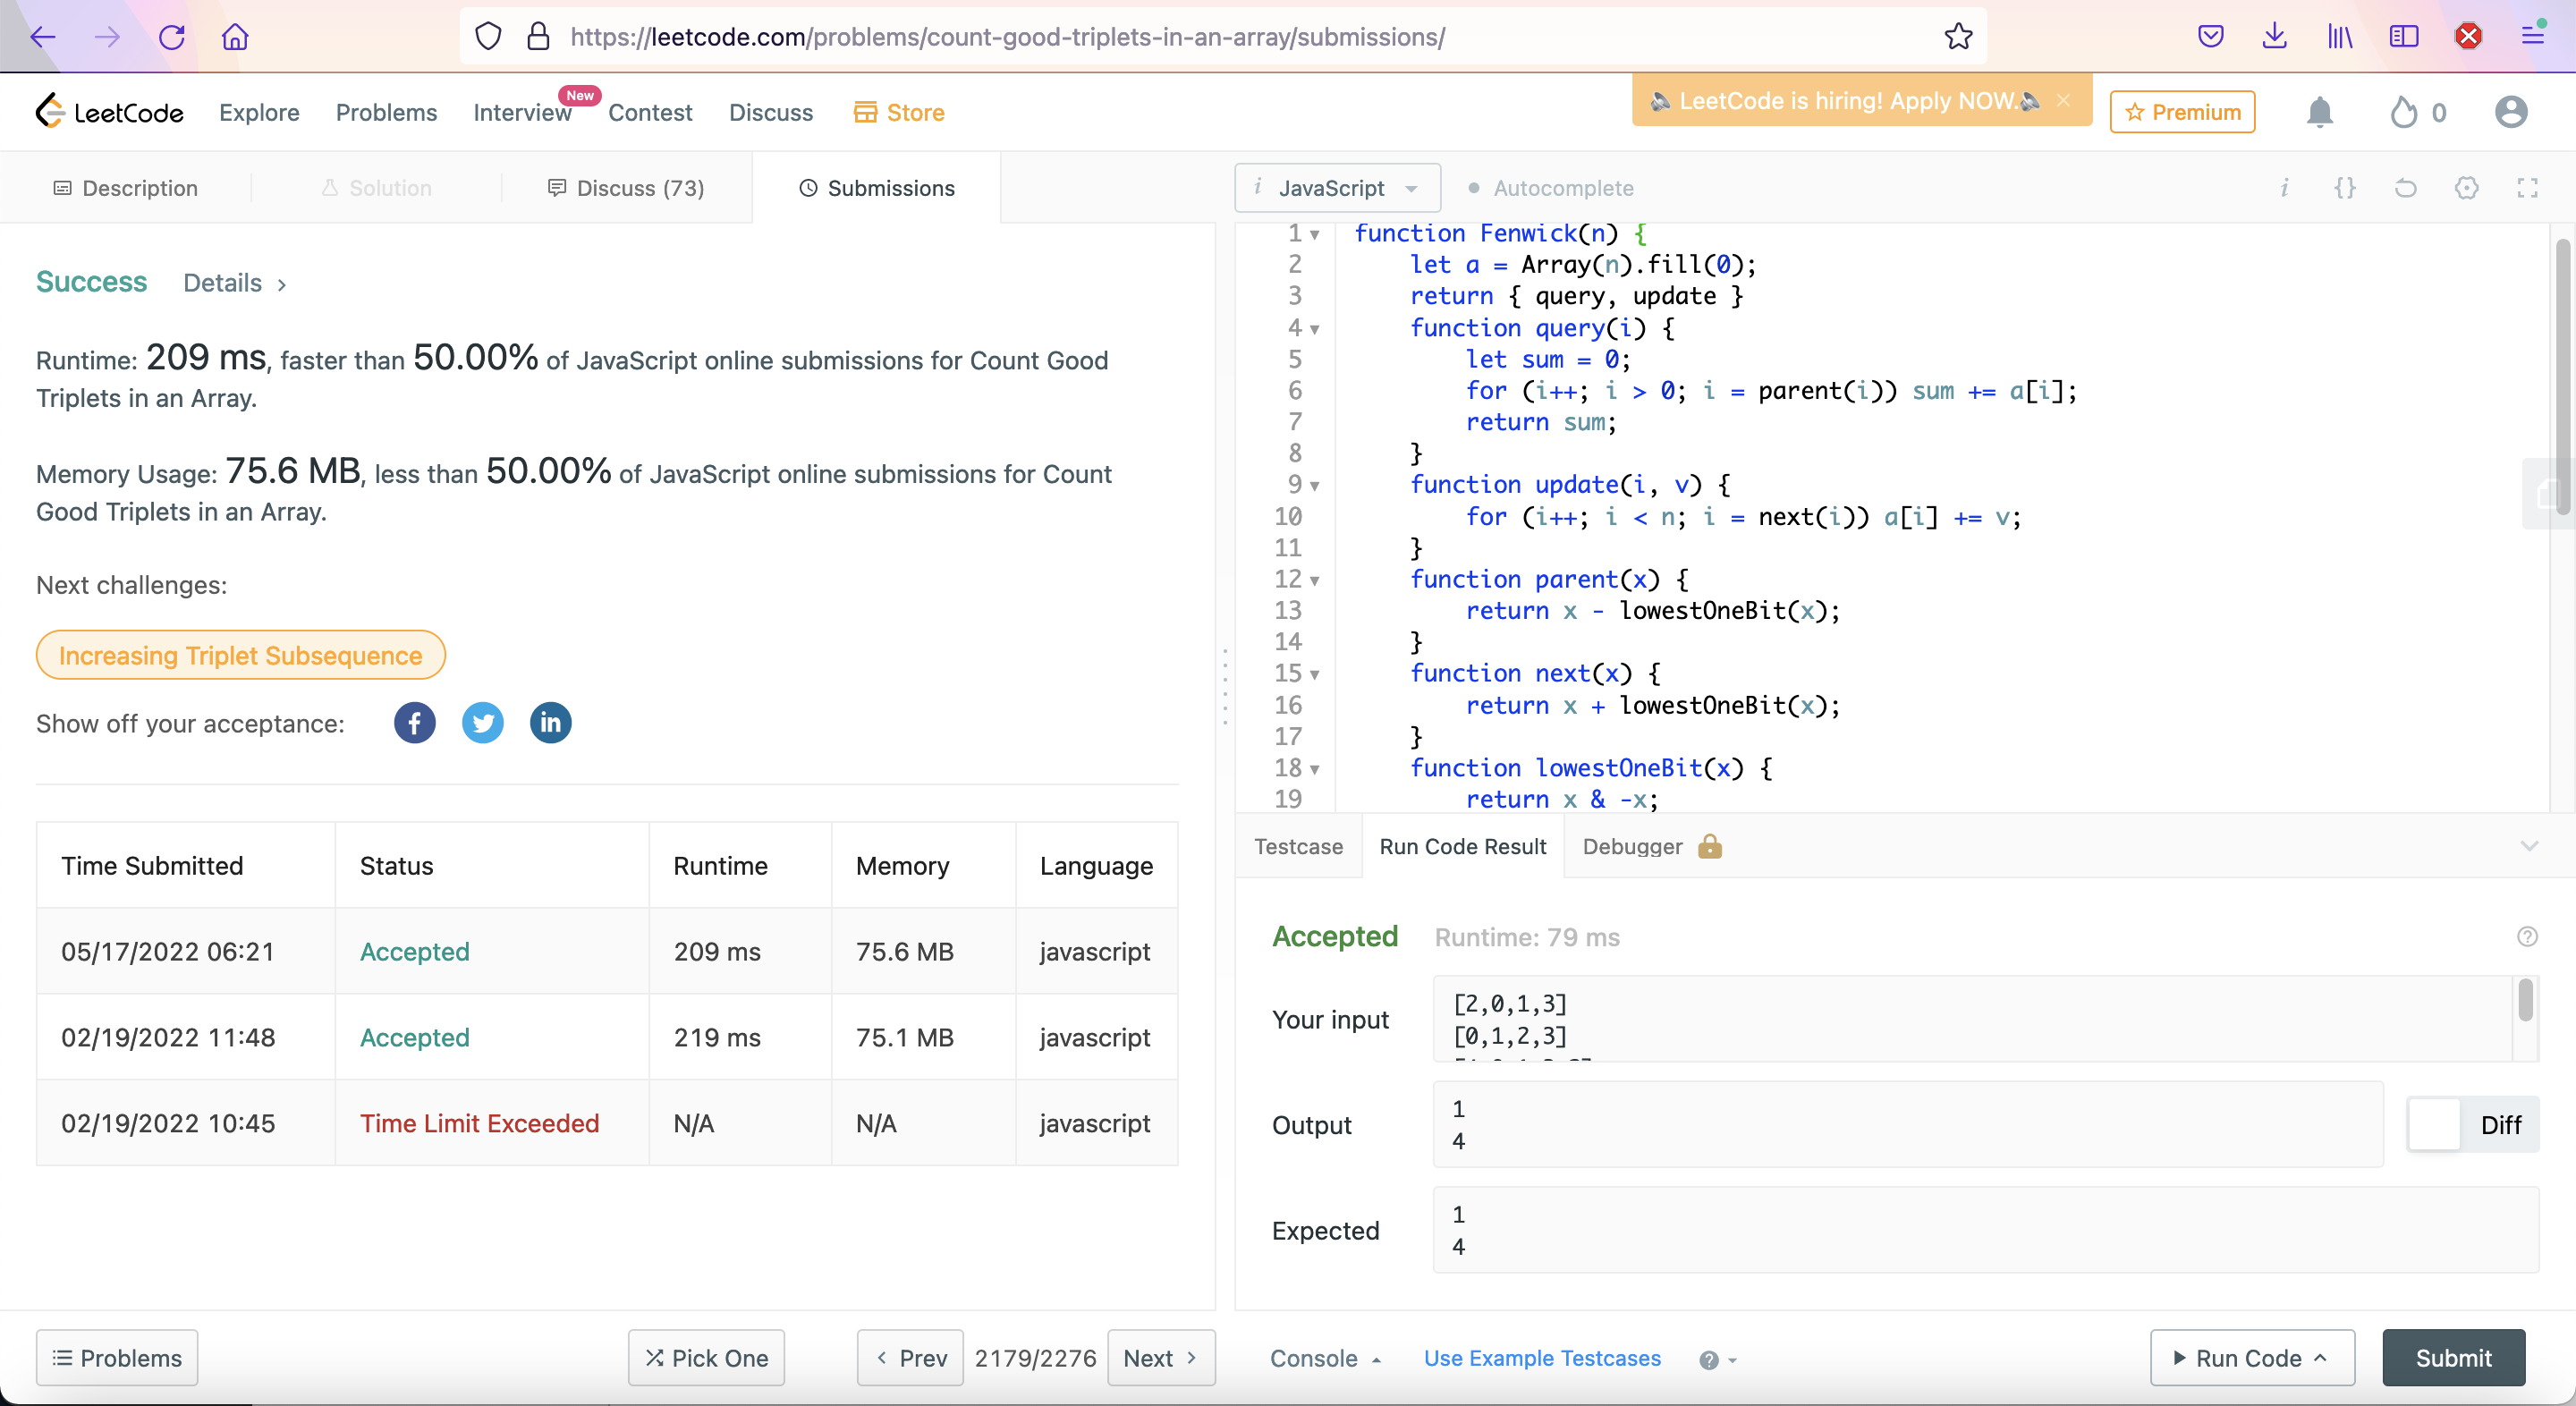 https://leetcode.com/problems/count-good-triplets-in-an-array/submissions/
LeetCode Explore Problems Interview New Contest Discuss Store LeetCode is hiring! Apply NOW. Premium 0
Description Solution Discuss (73) Submissions
Success Details
Runtime: 209 ms, faster than 50.00% of JavaScript online submissions for Count Good
Triplets in an Array.
Memory Usage: 75.6 MB, less than 50.00% of JavaScript online submissions for Count
Good Triplets in an Array.
Next challenges:
Increasing Triplet Subsequence
Show off your acceptance:
Time Submitted Status Runtime Memory Language
05/17/2022 06:21 Accepted 209 ms 75.6 MB javascript
02/19/2022 11:48 Accepted 219 ms 75.1 MB javascript
02/19/2022 10:45 Time Limit Exceeded N/A N/A javascript
Problems Pick One Prev 2179/2276 Next
i JavaScript Autocomplete i {}
1 function Fenwick(n) {
2 let a = Array(n).fill(0);
3 return { query, update }
4 function query(i) {
5 let sum = 0;
6 for (i++; i > 0; i = parent(i)) sum += a[i];
7 return sum;
8 }
9 function update(i, v) {
10 for (i++; i < n; i = next(i)) a[i] += v;
11 }
12 function parent(x) {
13 return x - lowestOneBit(x);
14 }
15 function next(x) {
16 return x + lowestOneBit(x);
17 }
18 function lowestOneBit(x) {
19 return x & -x;
Testcase Run Code Result Debugger
Accepted Runtime: 79 ms
Your input
[2,0,1,3]
[0,1,2,3]
Output
1
4
Diff
Expected
1
4
Console Use Example Testcases Run Code Submit